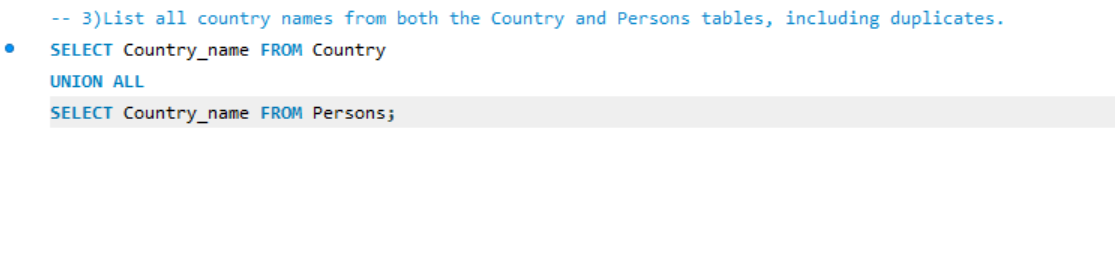 -- 3)List all country names from both the Country and Persons tables, including duplicates.
SELECT Country_name FROM Country
UNION ALL
SELECT Country_name FROM Persons;